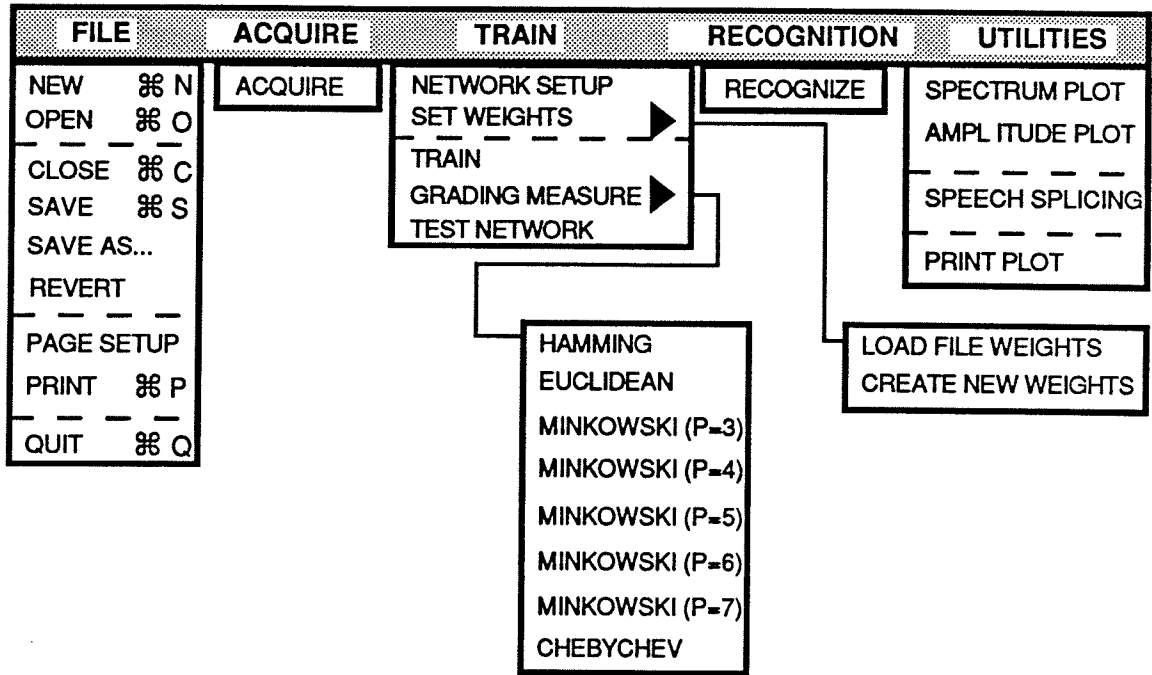 FILE ACQUIRE TRAIN RECOGNITION UTILITIES
NEW ⌘ N
OPEN ⌘ O
CLOSE ⌘ C
SAVE ⌘ S
SAVE AS...
REVERT
PAGE SETUP
PRINT ⌘ P
QUIT ⌘ Q
ACQUIRE
NETWORK SETUP
SET WEIGHTS
TRAIN
GRADING MEASURE
TEST NETWORK
RECOGNIZE
SPECTRUM PLOT
AMPL ITUDE PLOT
SPEECH SPLICING
PRINT PLOT
HAMMING
EUCLIDEAN
MINKOWSKI (P=3)
MINKOWSKI (P=4)
MINKOWSKI (P=5)
MINKOWSKI (P=6)
MINKOWSKI (P=7)
CHEBYCHEV
LOAD FILE WEIGHTS
CREATE NEW WEIGHTS